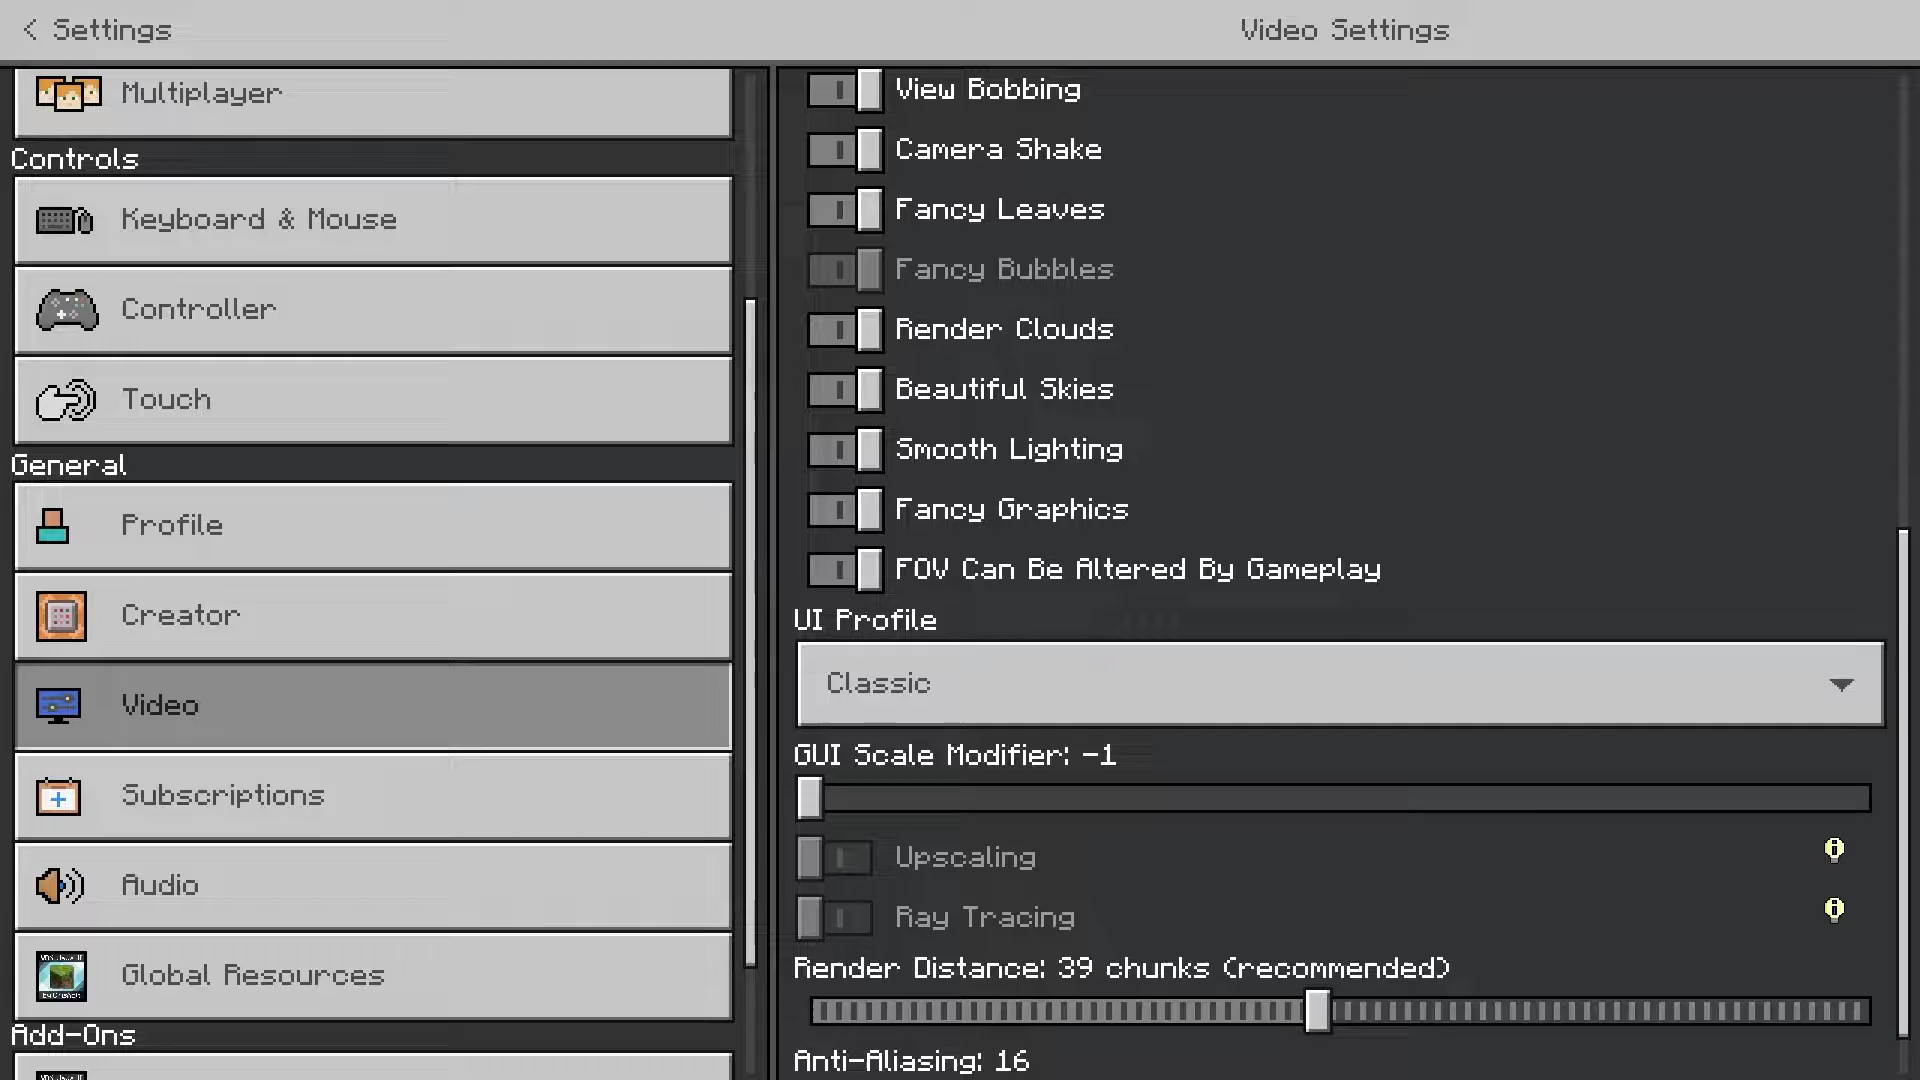 Settings
Video Settings
Multiplayer
Controls
Keyboard & Mouse
Controller
Touch
General
Profile
Creator
Video
Subscriptions
Audio
Global Resources
Add-Ons
View Bobbing
Camera Shake
Fancy Leaves
Fancy Bubbles
Render Clouds
Beautiful Skies
Smooth Lighting
Fancy Graphics
FOV Can Be Altered By Gameplay
UI Profile
Classic
GUI Scale Modifier: -1
Upscaling
Ray Tracing
Render Distance: 39 chunks (recommended)
Anti-Aliasing: 16